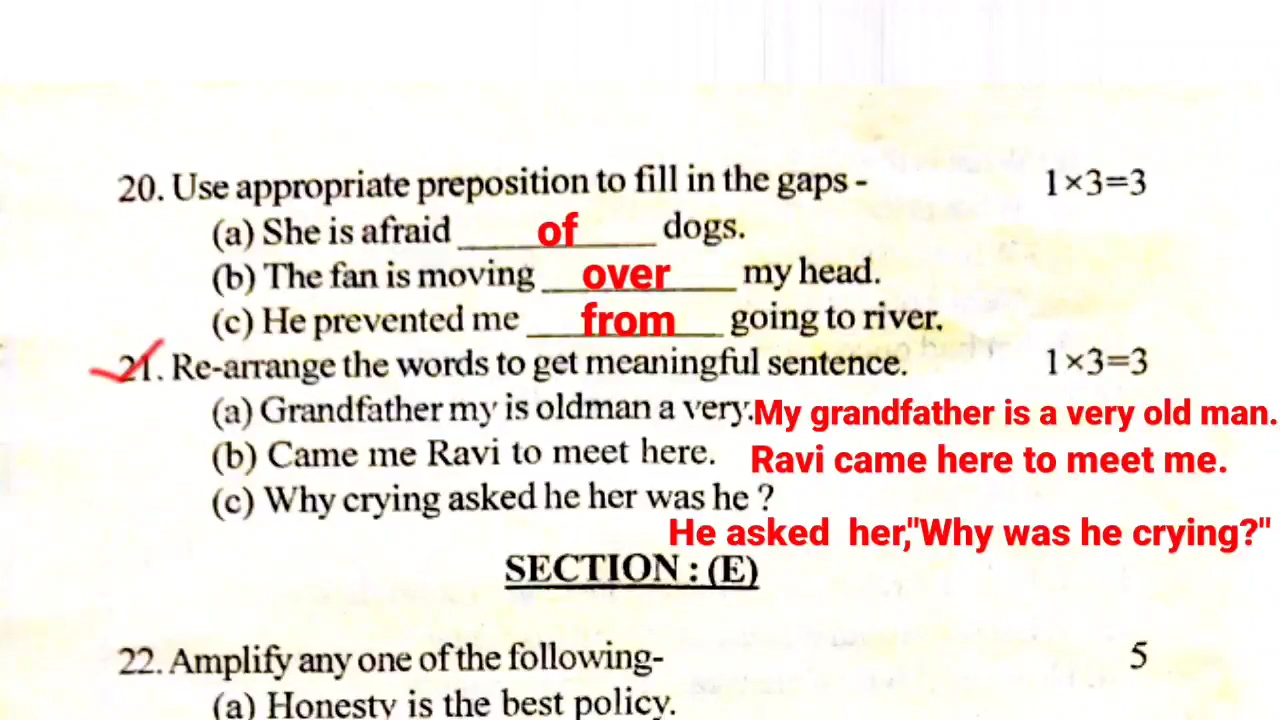 20. Use appropriate preposition to fill in the gaps - 1×3=3
(a) She is afraid of dogs.
(b) The fan is moving over my head.
(c) He prevented me from going to river.
21. Re-arrange the words to get meaningful sentence. 1×3=3
(a) Grandfather my is oldman a very. My grandfather is a very old man.
(b) Came me Ravi to meet here. Ravi came here to meet me.
(c) Why crying asked he her was he ?
He asked her,"Why was he crying?"
SECTION : (E)
22. Amplify any one of the following- 5
(a) Honesty is the best policy.